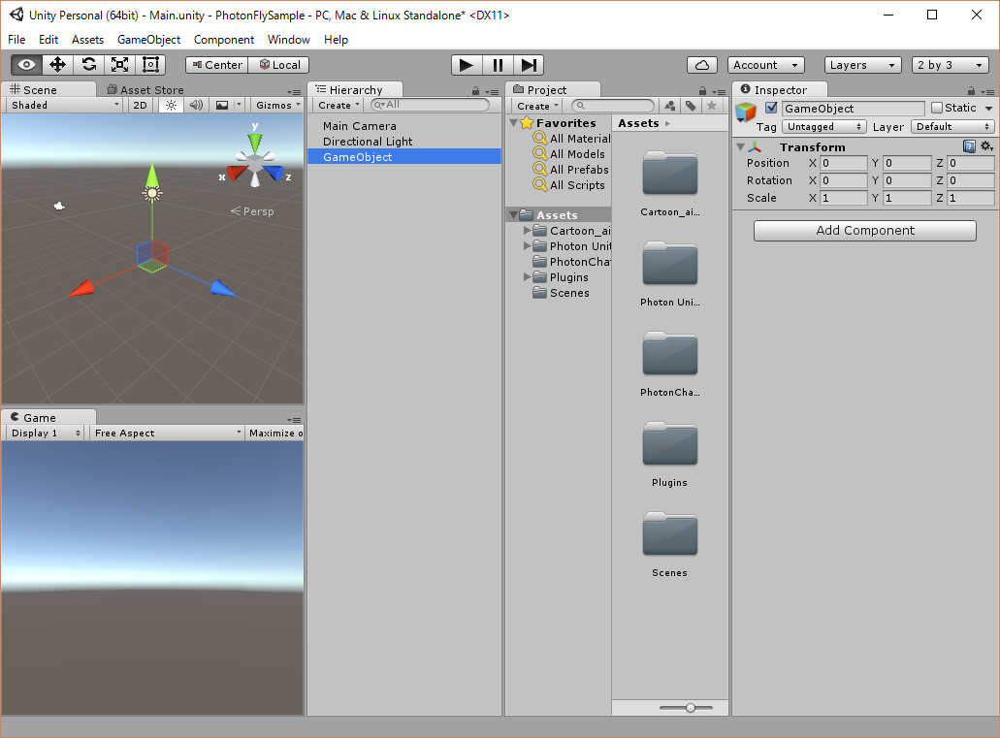 Unity Personal (64bit) - Main.unity - PhotonFlySample - PC, Mac & Linux Standalone* <DX11>
File Edit Assets GameObject Component Window Help
Center Local Account Layers 2 by 3
Scene Asset Store
Shaded 2D Gizmos
y
x z
Persp
Game
Display 1 Free Aspect Maximize o
Hierarchy
Create All
Main Camera
Directional Light
GameObject
Project
Create
Favorites
All Material
All Models
All Prefabs
All Scripts
Assets
Cartoon_ai
Photon Unit
PhotonCha
Plugins
Scenes
Assets
Cartoon_ai...
Photon Uni...
PhotonCha...
Plugins
Scenes
Inspector
GameObject Static
Tag Untagged Layer Default
Transform
Position X 0 Y 0 Z 0
Rotation X 0 Y 0 Z 0
Scale X 1 Y 1 Z 1
Add Component